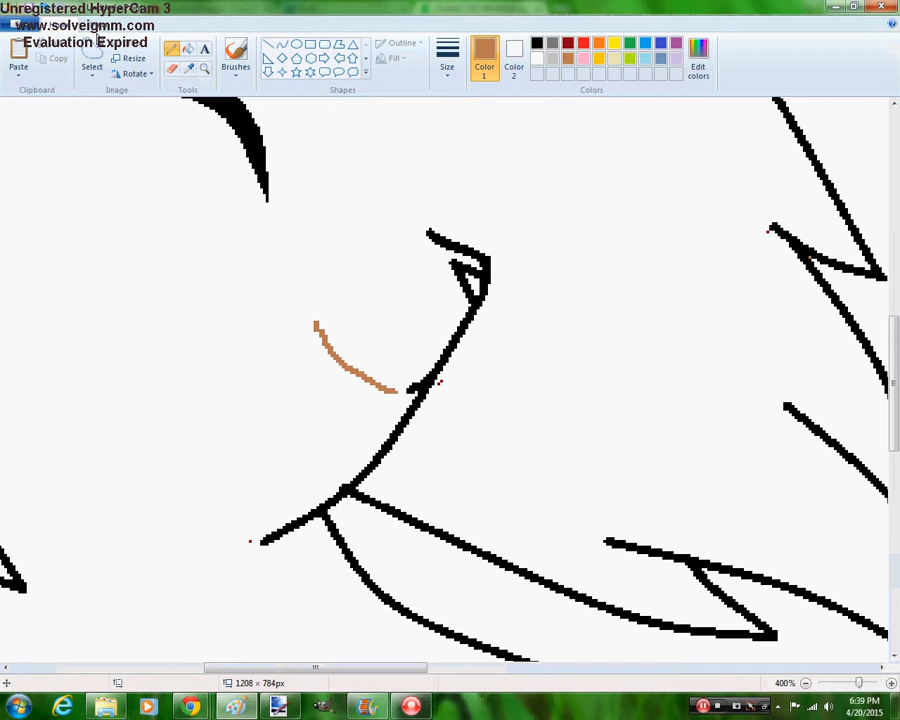 Unregistered HyperCam 3
www.solveigmm.com
Evaluation Expired
Paste
Copy
Select
Resize
Rotate
A
Brushes
Outline
Fill
Size
Color 1
Color 2
Edit colors
Clipboard
Image
Tools
Shapes
Colors
1208 × 784px
400%
6:39 PM
4/20/2015